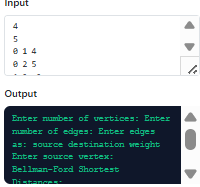 Input
4
5
0 1 4
0 2 5
Output
Enter number of vertices: Enter
number of edges: Enter edges
as: source destination weight
Enter source vertex:
Bellman-Ford Shortest
Distances: